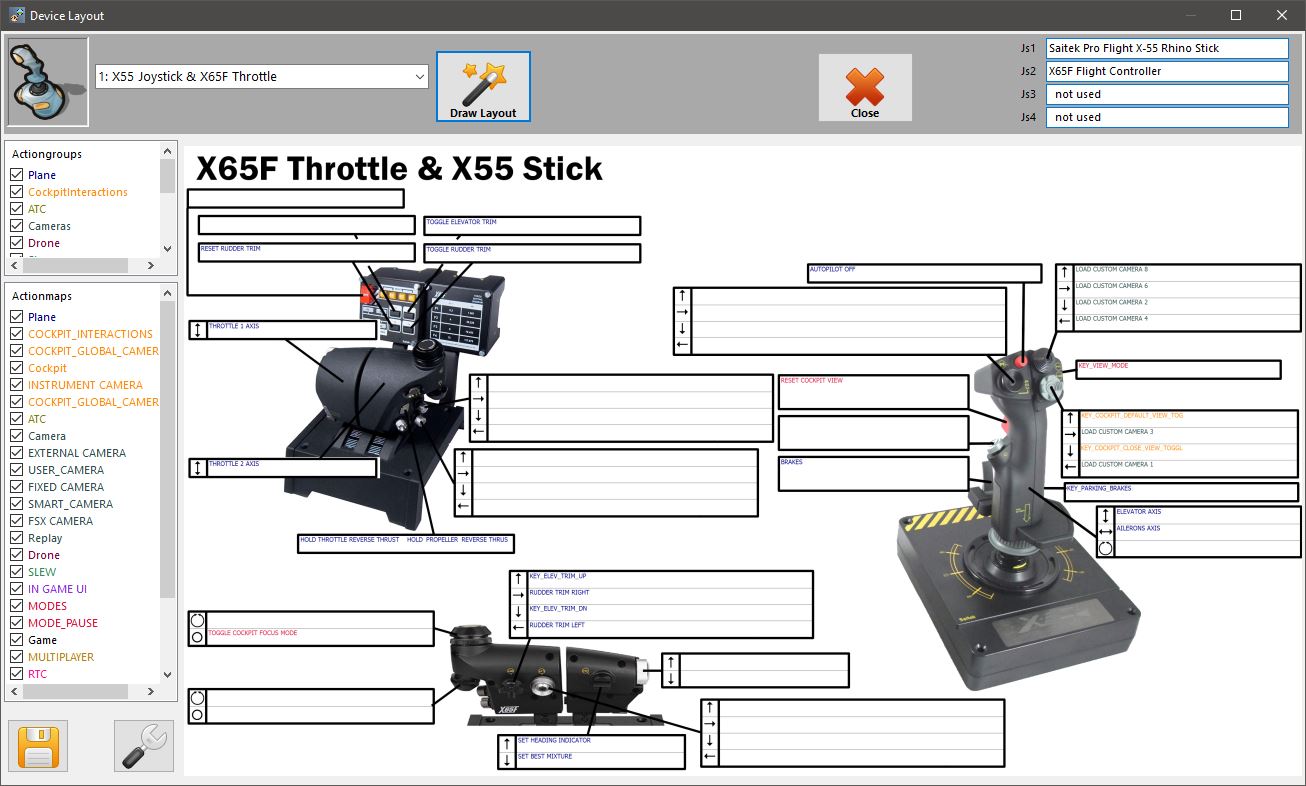 Device Layout
1: X55 Joystick & X65F Throttle
Draw Layout
Close
Js1 Saitek Pro Flight X-55 Rhino Stick
Js2 X65F Flight Controller
Js3 not used
Js4 not used
Actiongroups
Plane
CockpitInteractions
ATC
Cameras
Drone
Actionmaps
Plane
COCKPIT_INTERACTIONS
COCKPIT_GLOBAL_CAMER
Cockpit
INSTRUMENT CAMERA
COCKPIT_GLOBAL_CAMER
ATC
Camera
EXTERNAL CAMERA
USER_CAMERA
FIXED CAMERA
SMART_CAMERA
FSX CAMERA
Replay
Drone
SLEW
IN GAME UI
MODES
MODE_PAUSE
Game
MULTIPLAYER
RTC
X65F Throttle & X55 Stick
TOGGLE ELEVATOR TRIM
RESET RUDDER TRIM
TOGGLE RUDDER TRIM
THROTTLE 1 AXIS
THROTTLE 2 AXIS
HOLD THROTTLE REVERSE THRUST HOLD PROPELLER REVERSE THRUS
AUTOPILOT OFF
LOAD CUSTOM CAMERA 8
LOAD CUSTOM CAMERA 6
LOAD CUSTOM CAMERA 2
LOAD CUSTOM CAMERA 4
KEY_VIEW_MODE
RESET COCKPIT VIEW
KEY_COCKPIT_DEFAULT_VIEW_TOG
LOAD CUSTOM CAMERA 3
KEY_COCKPIT_CLOSE_VIEW_TOGGL
LOAD CUSTOM CAMERA 1
BRAKES
KEY_PARKING_BRAKES
ELEVATOR AXIS
AILERONS AXIS
Saitek
KEY_ELEV_TRIM_UP
RUDDER TRIM RIGHT
KEY_ELEV_TRIM_DN
RUDDER TRIM LEFT
TOGGLE COCKPIT FOCUS MODE
X65F
SET HEADING INDICATOR
SET BEST MIXTURE